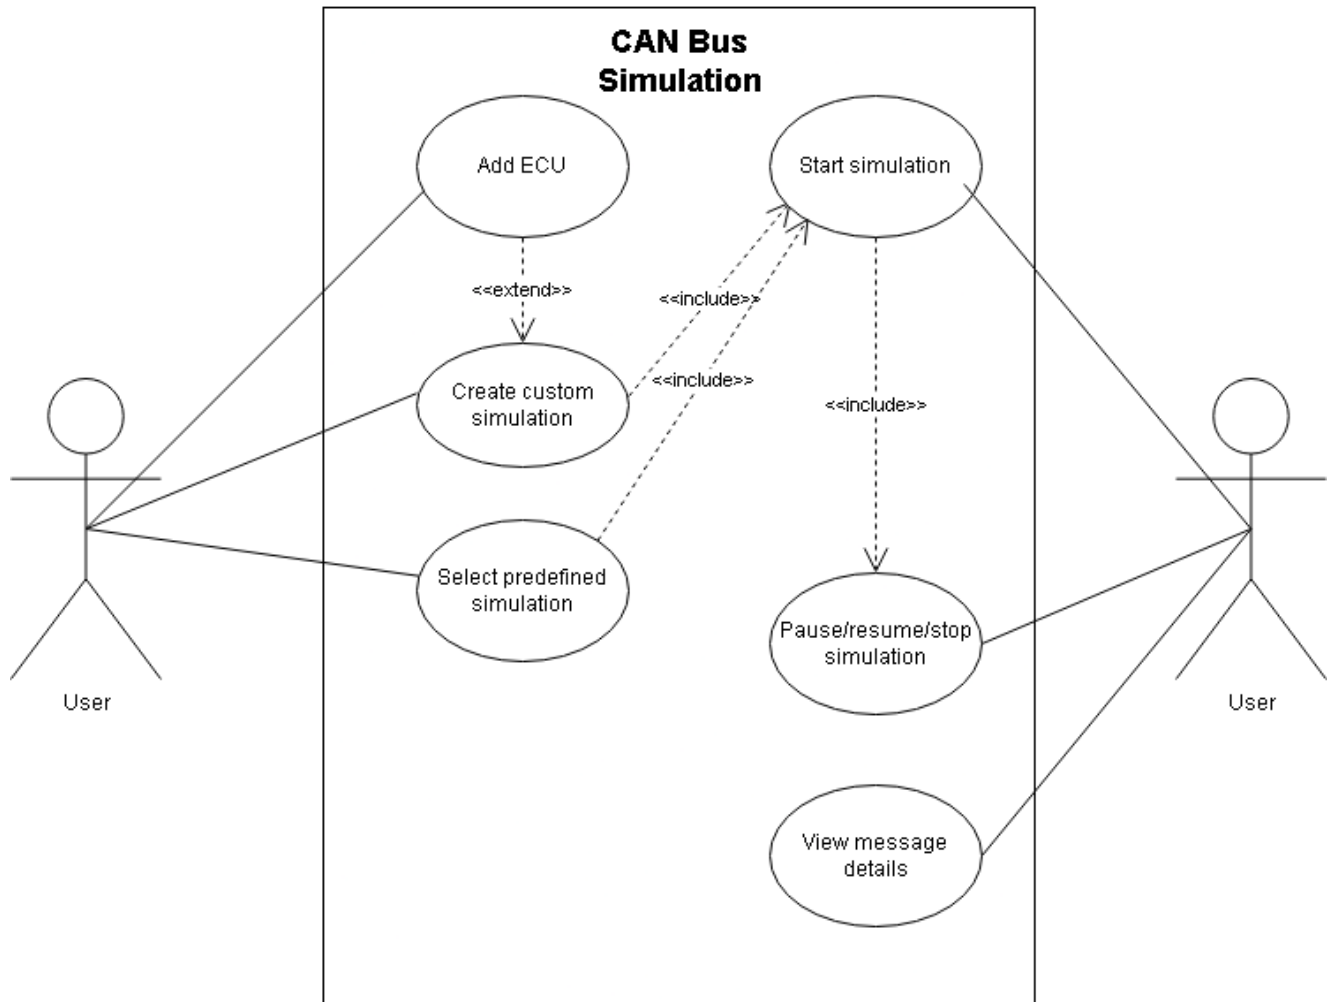 CAN Bus
Simulation
Add ECU
Start simulation
<<extend>>
<<include>>
Create custom
simulation
<<include>>
<<include>>
Select predefined
simulation
Pause/resume/stop
simulation
User
User
View message
details